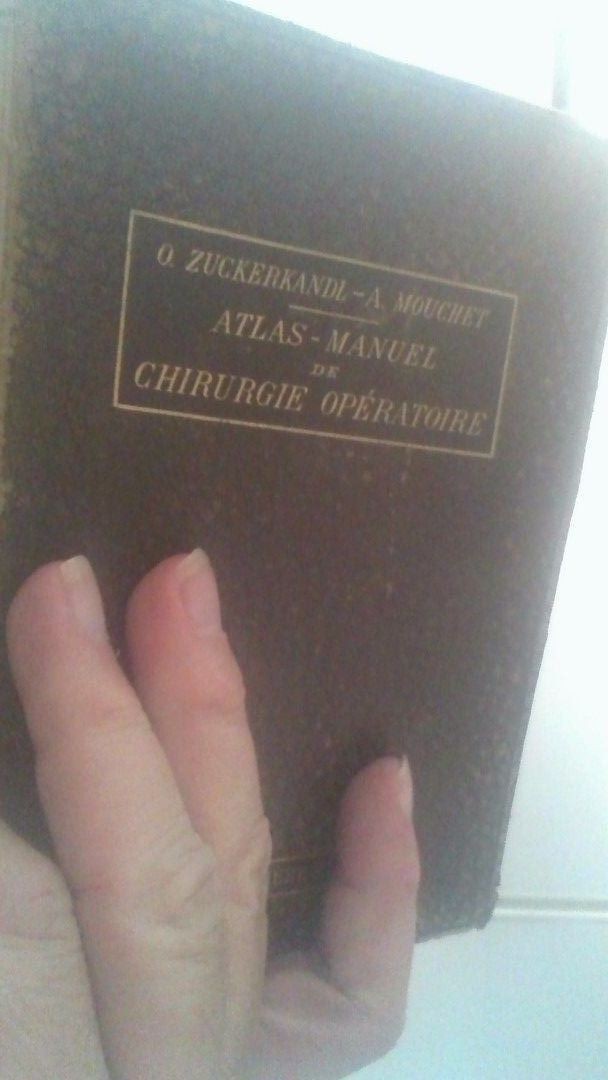 O. ZUCKERKANDL - A. MOUCHET
ATLAS - MANUEL
DE
CHIRURGIE OPÉRATOIRE